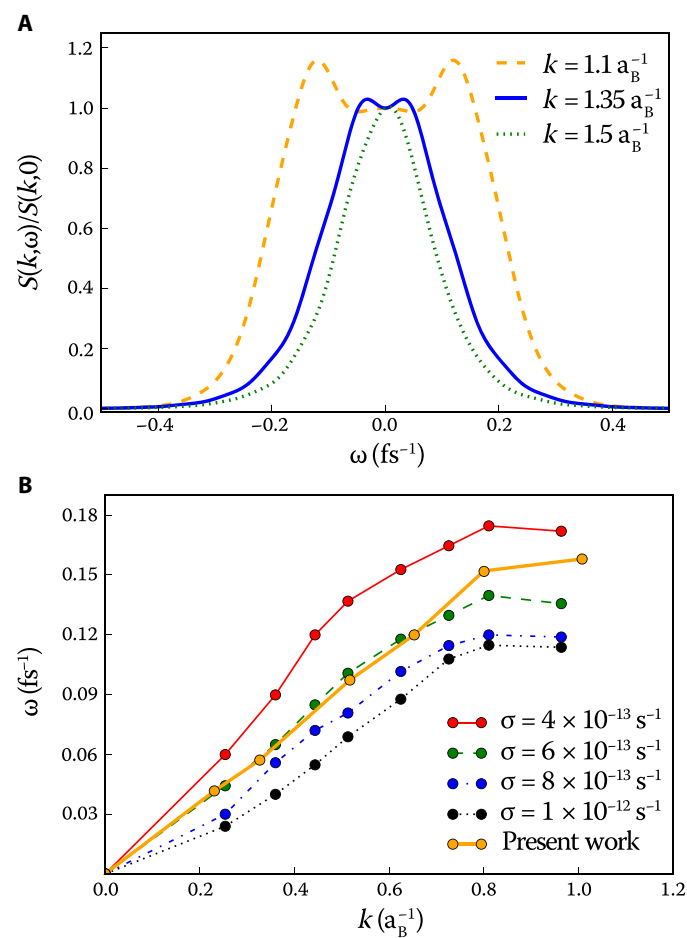 A
1.2
1.0
0.8
0.6
0.4
0.2
0.0
S(k,ω)/S(k,0)
k = 1.1 a_B^{–1}
k = 1.35 a_B^{–1}
k = 1.5 a_B^{–1}
–0.4 –0.2 0.0 0.2 0.4
ω (fs^{–1})
B
0.18
0.15
0.12
0.09
0.06
0.03
ω (fs^{–1})
σ = 4 × 10^{–13} s^{–1}
σ = 6 × 10^{–13} s^{–1}
σ = 8 × 10^{–13} s^{–1}
σ = 1 × 10^{–12} s^{–1}
Present work
0.0 0.2 0.4 0.6 0.8 1.0 1.2
k (a_B^{–1})